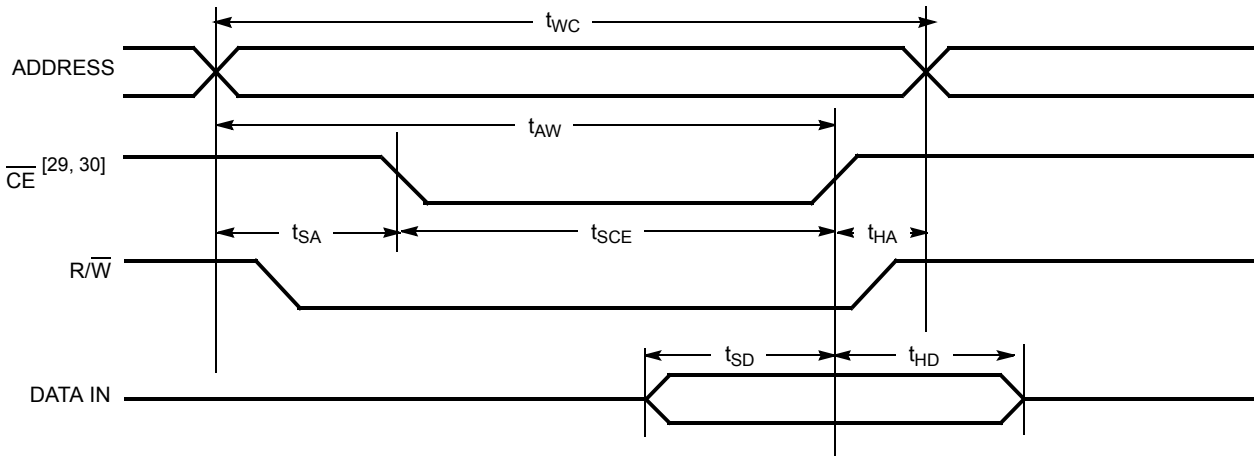 tWC
ADDRESS
tAW
CE [29, 30]
tSA
tSCE
tHA
R/W
tSD
tHD
DATA IN